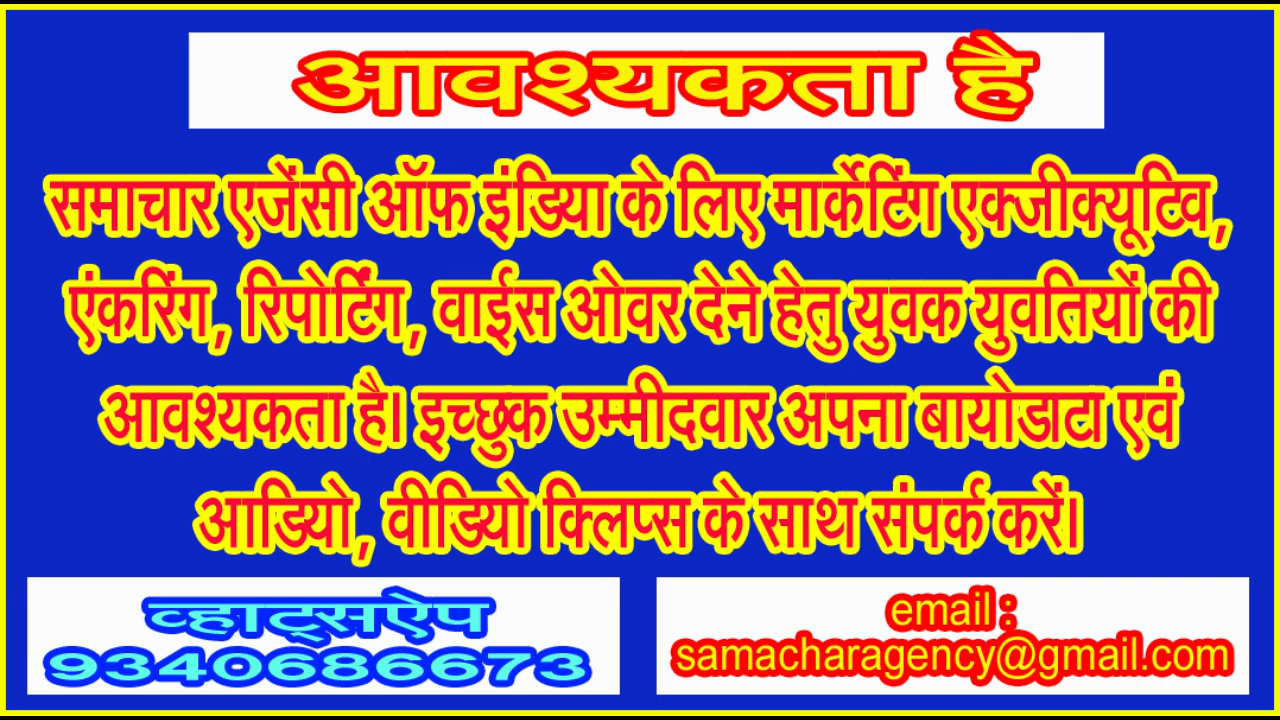 आवश्यकता है
समाचार एजेंसी ऑफ इंडिया के लिए मार्केटिंग एक्जीक्यूटिव,
एंकरिंग, रिपोर्टिंग, वाईस ओवर देने हेतु युवक युवतियों की
आवश्यकता है। इच्छुक उम्मीदवार अपना बायोडाटा एवं
आडियो, वीडियो क्लिप्स के साथ संपर्क करें।
व्हाट्सऐप
9340686673
email :
samacharagency@gmail.com